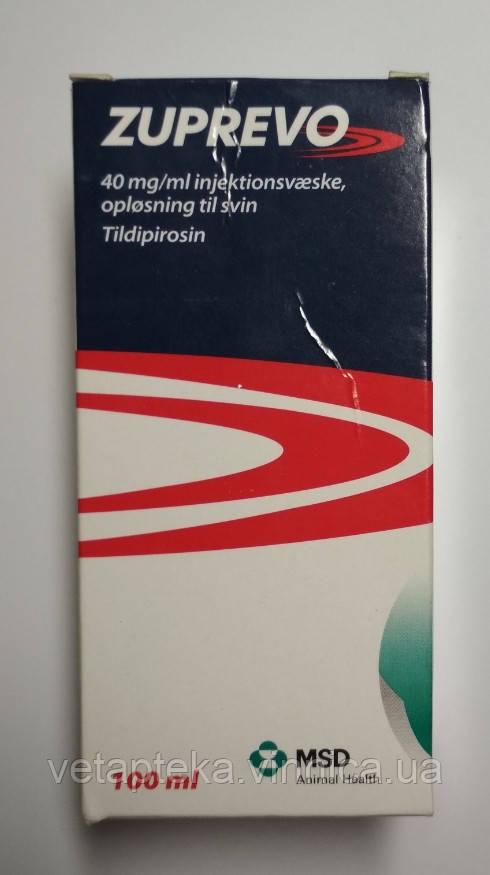 ZUPREVO
40 mg/ml injektionsvæske,
opløsning til svin
Tildipirosin
MSD
Animal Health
vetapteka.vinnica.ua
100 ml